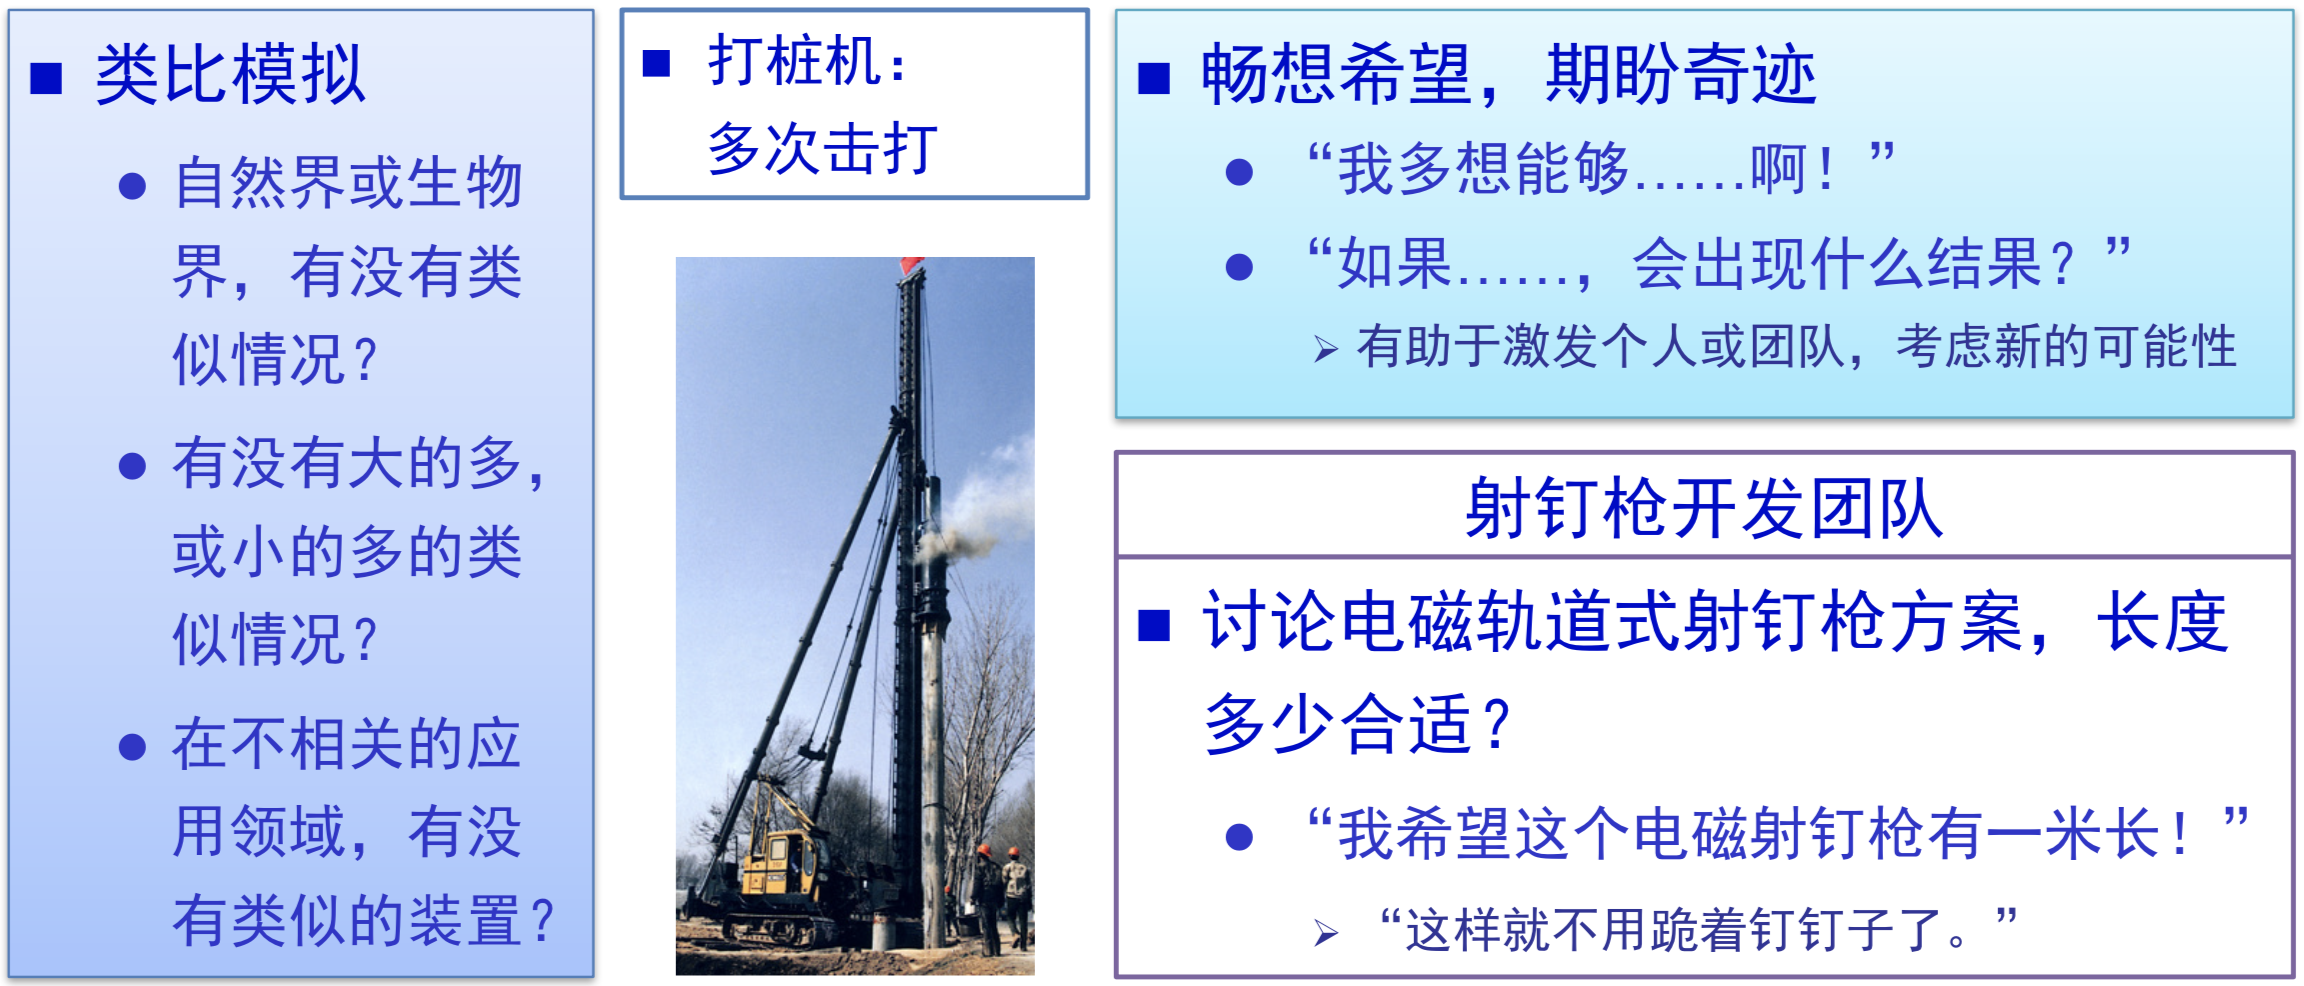 类比模拟
自然界或生物
界，有没有类
似情况？
有没有大的多，
或小的多的类
似情况？
在不相关的应
用领域，有没
有类似的装置？
打桩机：
多次击打
畅想希望，期盼奇迹
“我多想能够……啊！”
“如果……，会出现什么结果？”
有助于激发个人或团队，考虑新的可能性
射钉枪开发团队
讨论电磁轨道式射钉枪方案，长度
多少合适？
“我希望这个电磁射钉枪有一米长！”
“这样就不用跪着钉钉子了。”